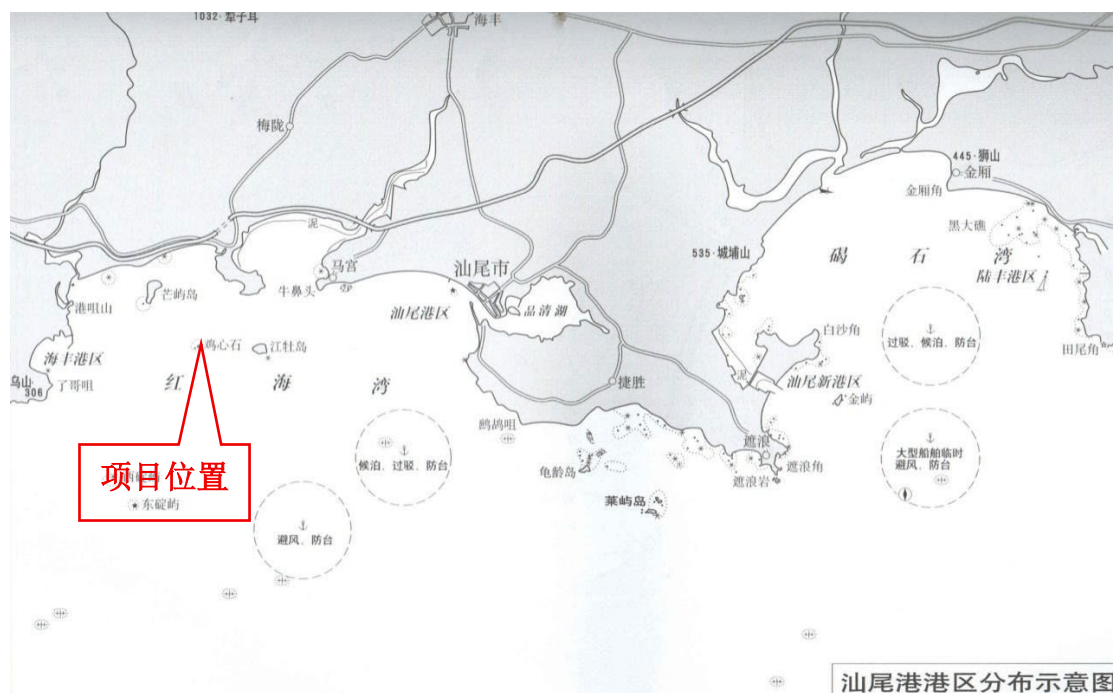 1032·犁子耳
海丰
梅陇
445·狮山
金厢
金厢角
泥
黑大礁
535·城埔山
碣石湾
马宫
汕尾市
陆丰港区
牛鼻头
芒屿岛
港咀山
汕尾港区
品清湖
白沙角
过驳、候泊、防台
田尾角
鸡心石
江牡岛
海丰港区
泥
汕尾新港区
乌山·
306
了哥咀
红海湾
捷胜
金屿
鹧鸪咀
遮浪
大型船舶临时
避风、防台
项目位置
候泊、过驳、防台
龟龄岛
遮浪角
遮浪岩
东碇屿
莱屿岛
避风、防台
汕尾港港区分布示意图